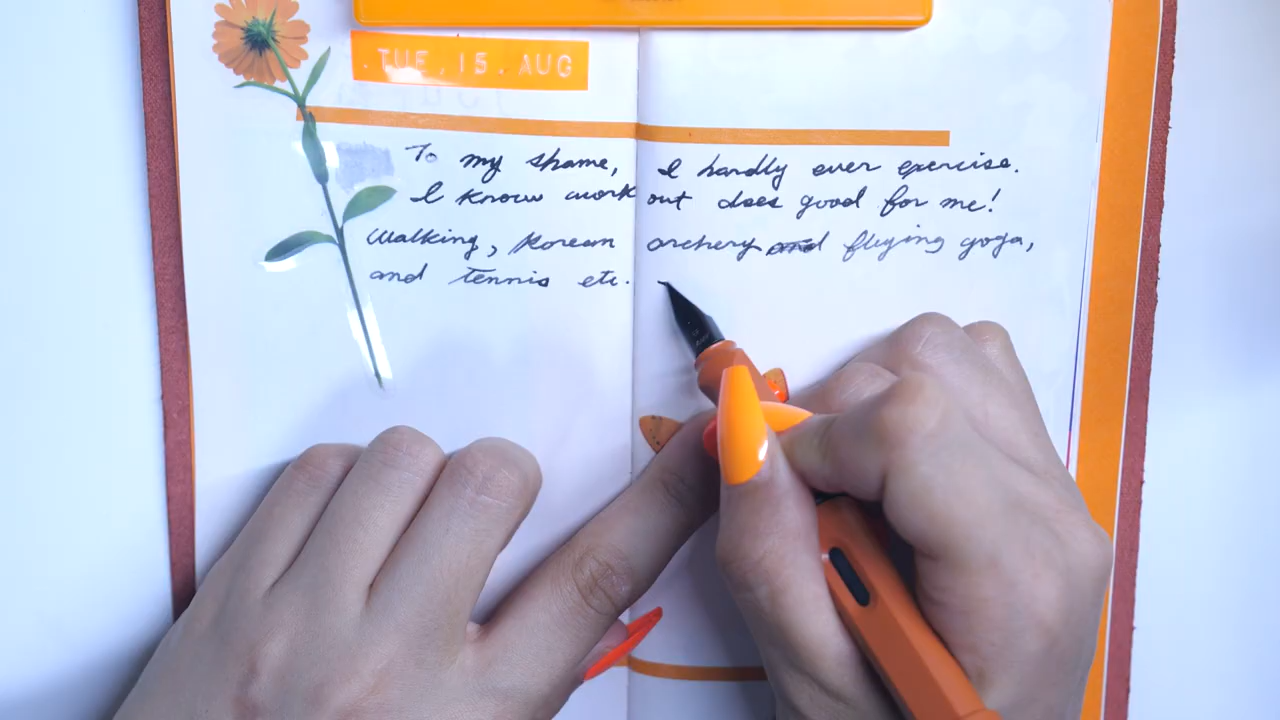 . TUE . 15 . AUG
To my shame, I hardly ever exercise.
I know work out does good for me!
Walking, Korean archery and flying yoga,
and tennis etc.